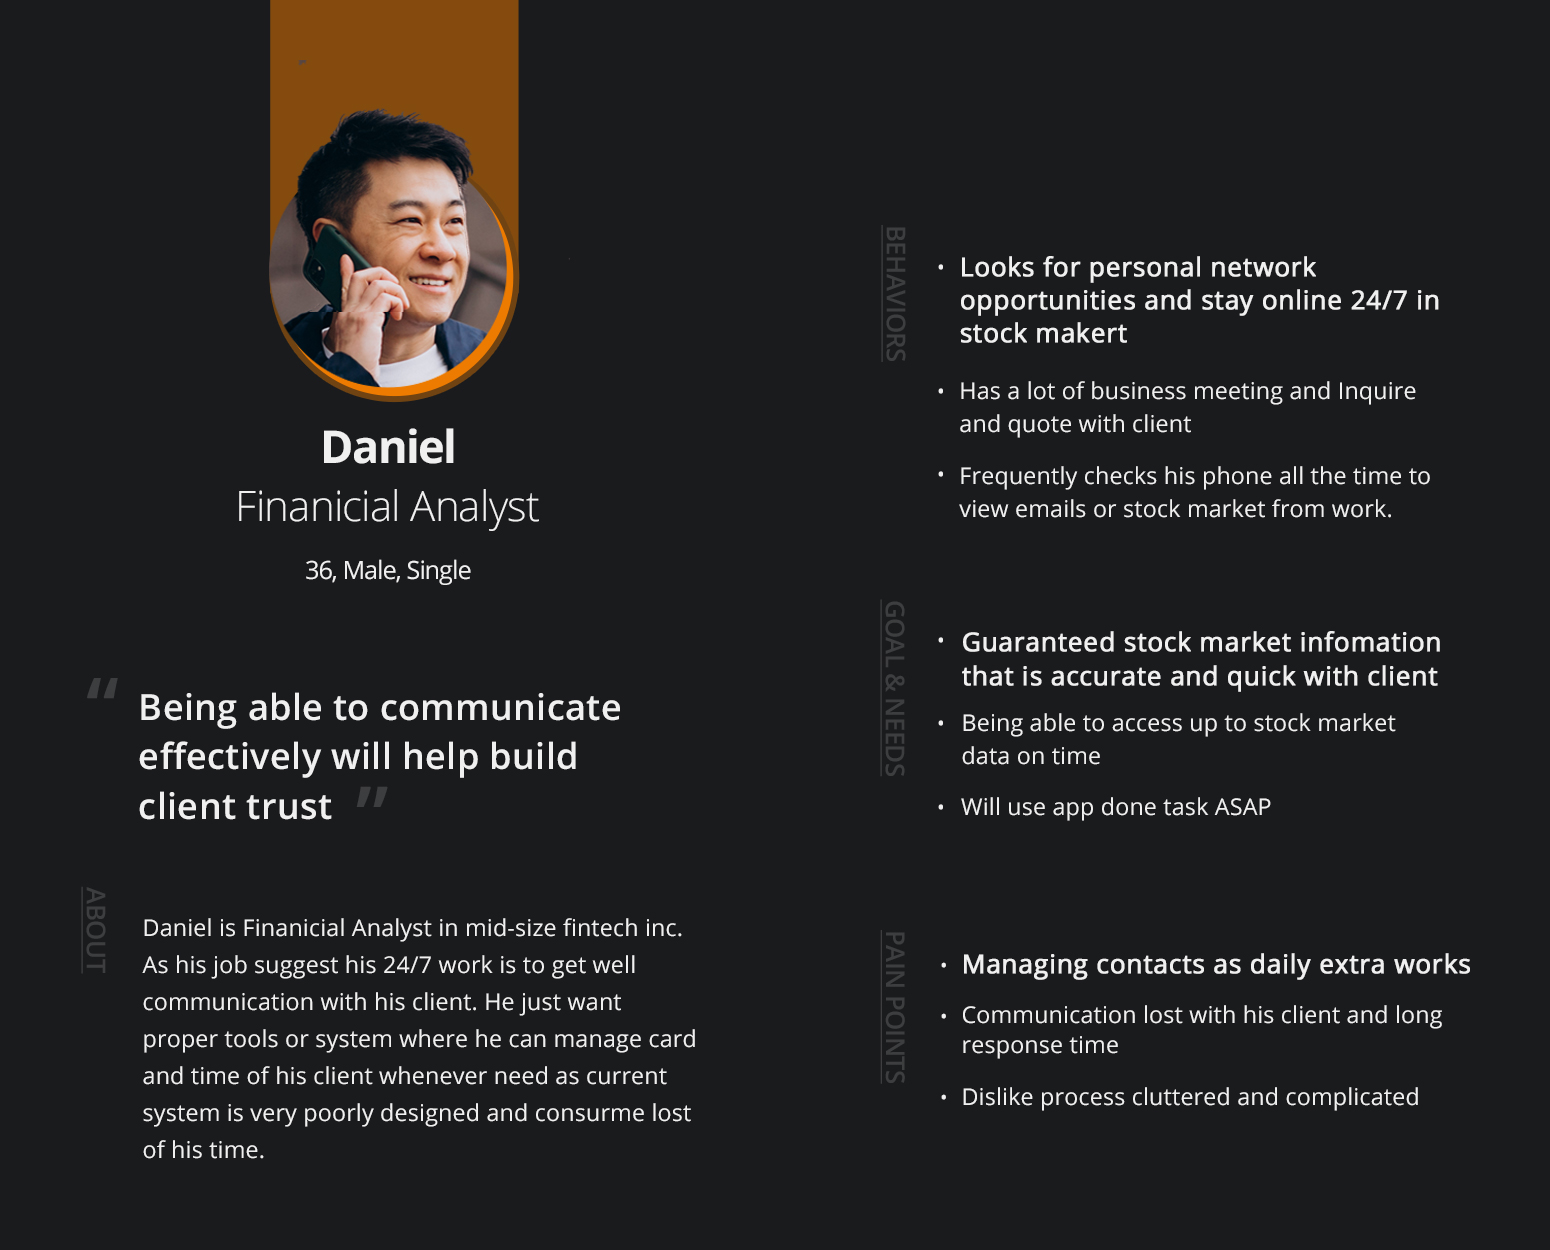 Daniel
Finanicial Analyst
36, Male, Single
“ Being able to communicate
effectively will help build
client trust ”
ABOUT
Daniel is Finanicial Analyst in mid-size fintech inc.
As his job suggest his 24/7 work is to get well
communication with his client. He just want
proper tools or system where he can manage card
and time of his client whenever need as current
system is very poorly designed and consurme lost
of his time.
BEHAVIORS
• Looks for personal network
opportunities and stay online 24/7 in
stock makert
• Has a lot of business meeting and Inquire
and quote with client
• Frequently checks his phone all the time to
view emails or stock market from work.
GOAL & NEEDS
• Guaranteed stock market infomation
that is accurate and quick with client
• Being able to access up to stock market
data on time
• Will use app done task ASAP
PAIN POINTS
• Managing contacts as daily extra works
• Communication lost with his client and long
response time
• Dislike process cluttered and complicated